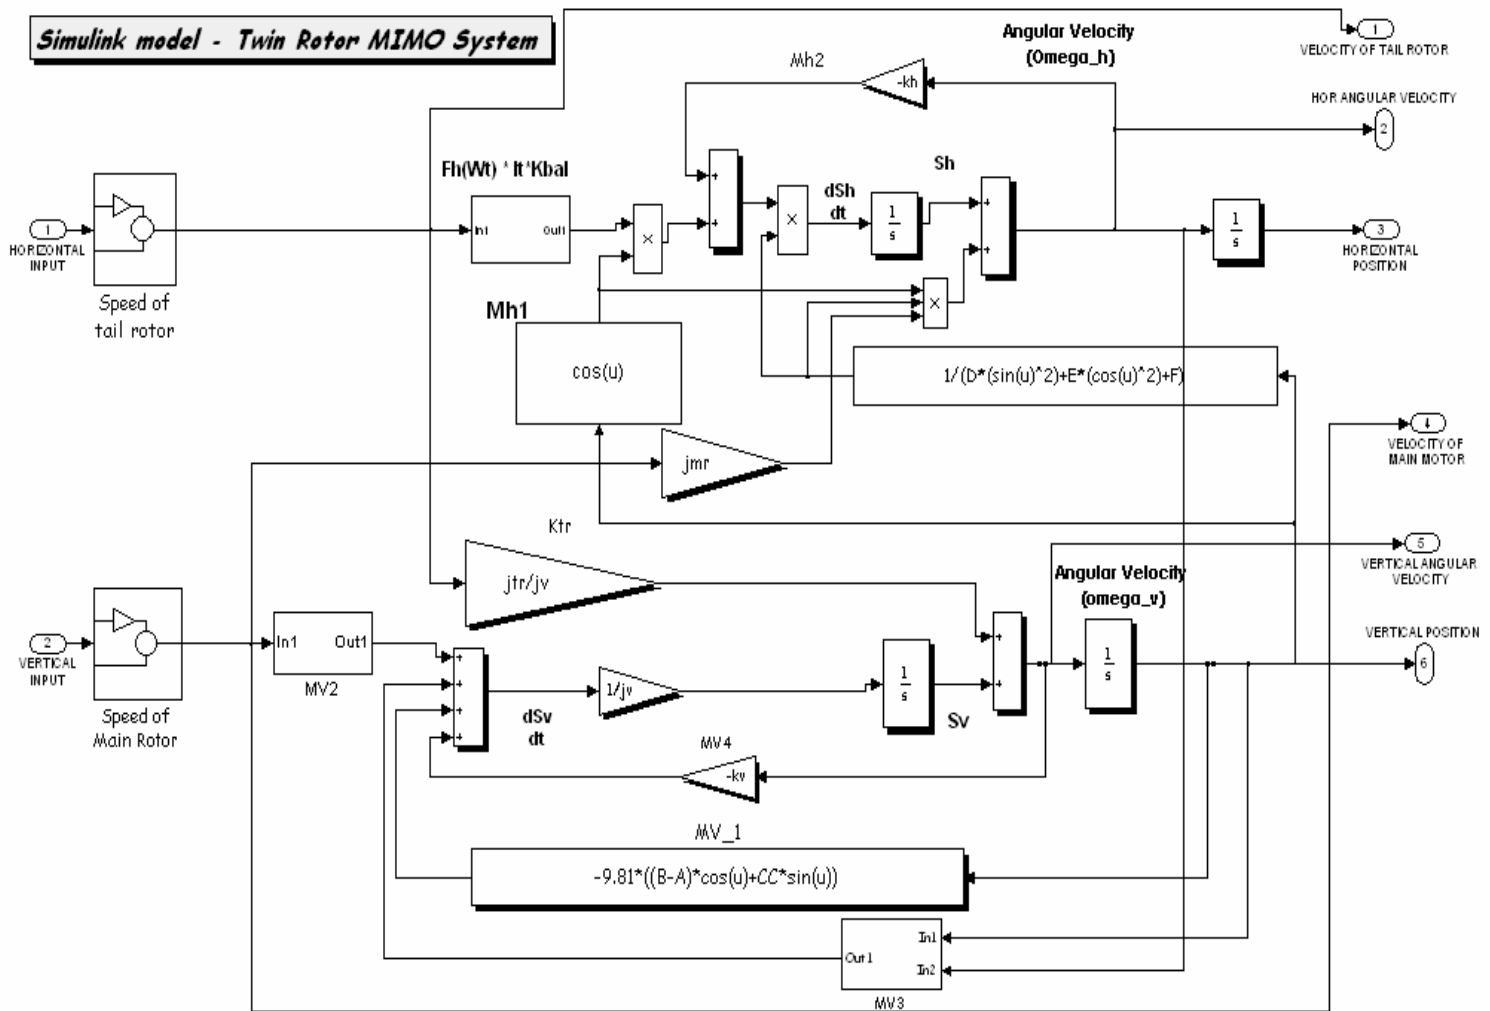 Simulink model - Twin Rotor MIMO System
Angular Velocity
(Omega_h)
1
VELOCITY OF TAIL ROTOR
Mh2
-kh
HOR ANGULAR VELOCITY
2
Fh(Wt) * lt*Kbal
Sh
dSh
dt
1
HORIZONTAL
INPUT
Speed of
tail rotor
In1
Out1
×
+
+
×
1
s
+
+
1
s
3
HORIZONTAL
POSITION
×
Mh1
cos(u)
1/(D*(sin(u)^2)+E*(cos(u)^2)+F)
jmr
4
VELOCITY OF
MAIN MOTOR
Ktr
jtr/jv
5
VERTICAL ANGULAR
VELOCITY
Angular Velocity
(omega_v)
2
VERTICAL
INPUT
Speed of
Main Rotor
In1
Out1
MV2
+
+
+
+
1/jv
dSv
dt
1
s
Sv
+
+
1
s
VERTICAL POSITION
6
MV4
-kv
MV_1
-9.81*((B-A)*cos(u)+CC*sin(u))
In1
Out1
In2
MV3